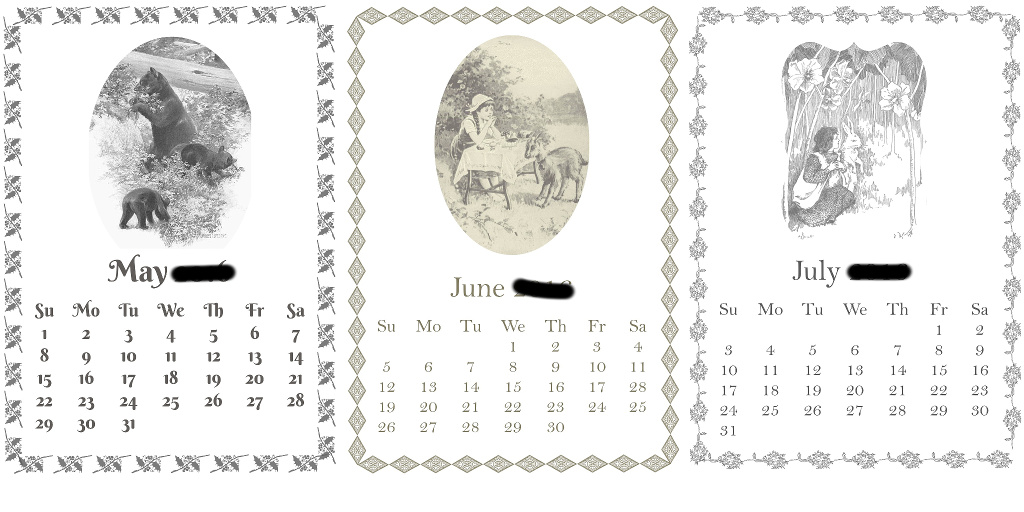 May
Su Mo Tu We Th Fr Sa
1 2 3 4 5 6 7
8 9 10 11 12 13 14
15 16 17 18 19 20 21
22 23 24 25 26 27 28
29 30 31
June
Su Mo Tu We Th Fr Sa
1 2 3 4
5 6 7 8 9 10 11
12 13 14 15 16 17 28
19 20 21 22 23 24 25
26 27 28 29 30
July
Su Mo Tu We Th Fr Sa
1 2
3 4 5 6 7 8 9
10 11 12 13 14 15 16
17 18 19 20 21 22 23
24 25 26 27 28 29 30
31